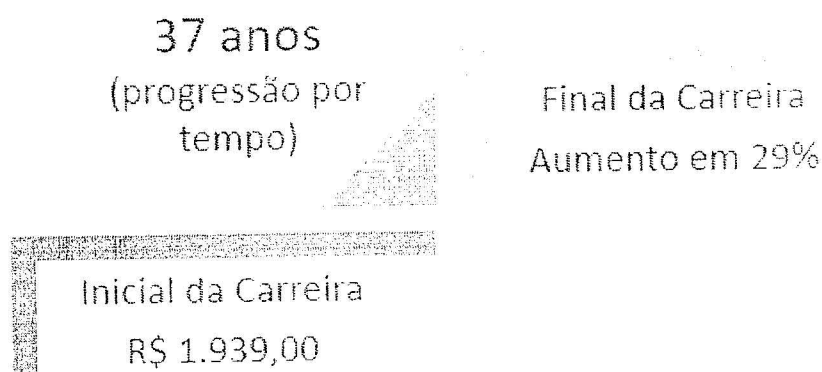 37 anos
(progressão por
tempo)
Final da Carreira
Aumento em 29%
Inicial da Carreira
R$ 1.939,00